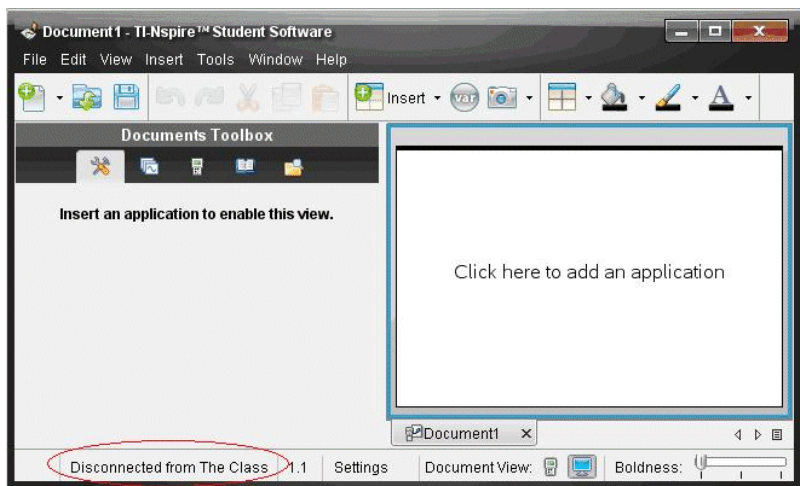 Document1 - TI-Nspire™ Student Software
File Edit View Insert Tools Window Help
Insert var A
Documents Toolbox
Insert an application to enable this view.
Click here to add an application
Document1
Disconnected from The Class 1.1 Settings Document View: Boldness: